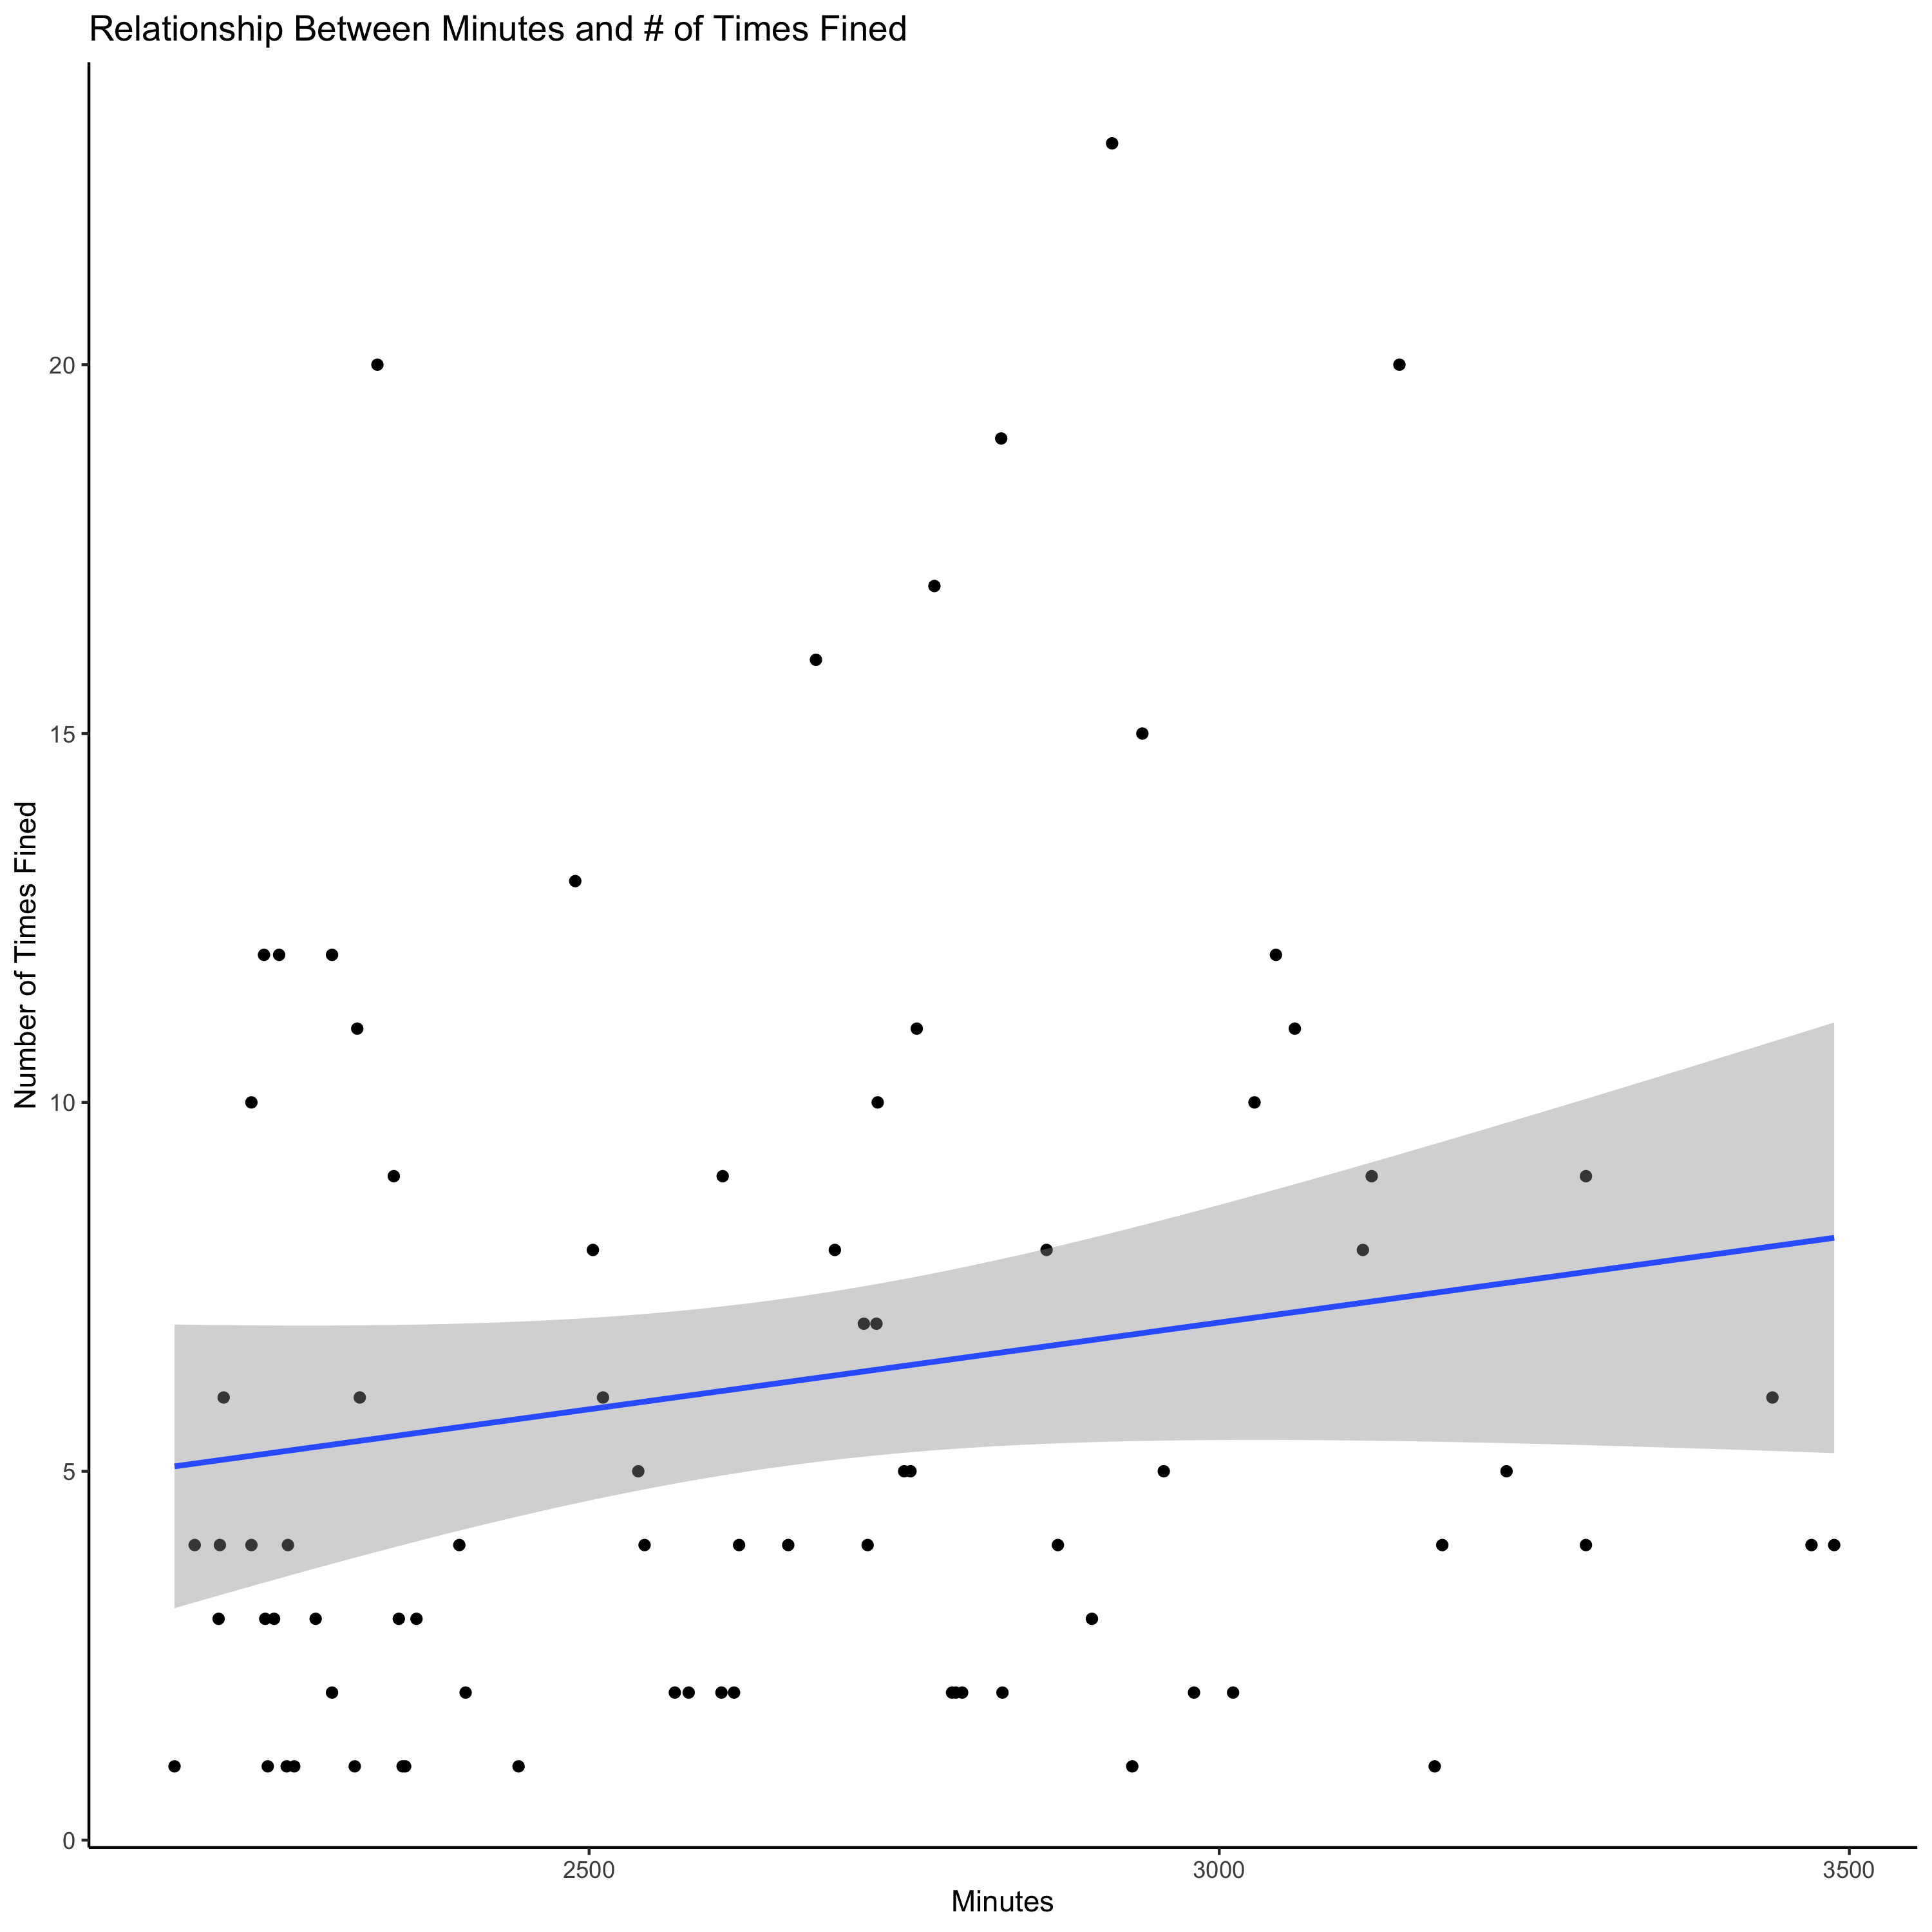 Relationship Between Minutes and # of Times Fined
Number of Times Fined
20
15
10
5
0
2500 3000 3500
Minutes